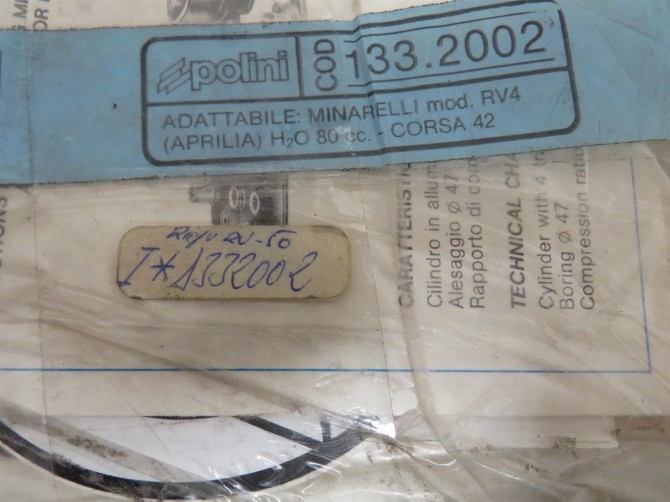 polini
COD
133.2002
ADATTABILE: MINARELLI mod. RV4
(APRILIA) H₂O 80 cc. - CORSA 42
I*1332002
CARATTERIST
Cilindro in allum
Alesaggio ø 47
Rapporto di com
TECHNICAL CHA
Cylinder with 4 tr
Boring ø 47
Compression ratio